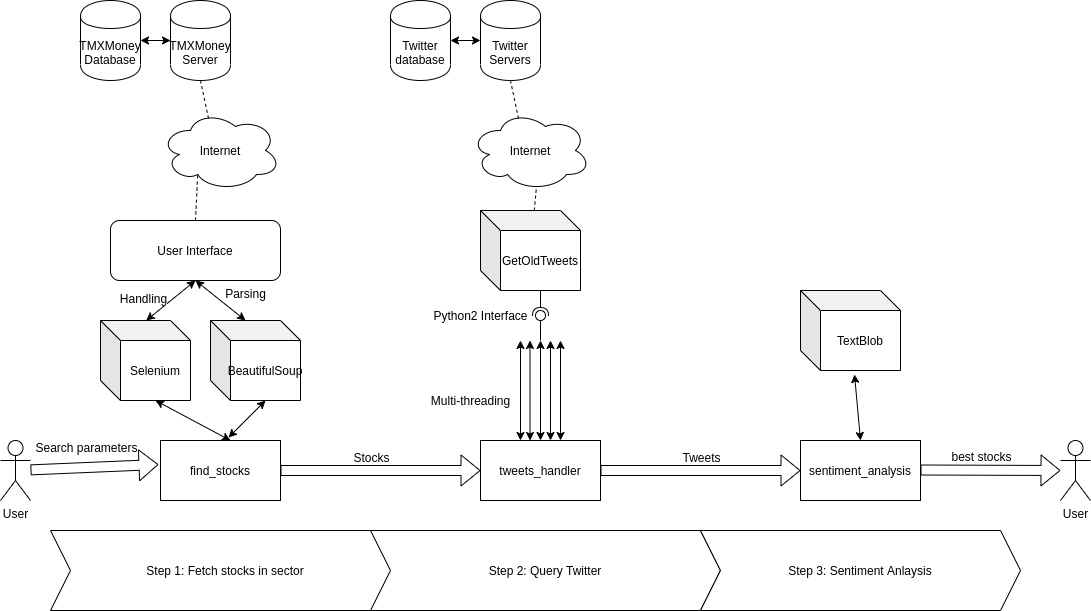 TMXMoney
Database
TMXMoney
Server
Twitter
database
Twitter
Servers
Internet
Internet
User Interface
GetOldTweets
Handling
Parsing
Python2 Interface
Selenium
BeautifulSoup
TextBlob
Multi-threading
Search parameters
Stocks
Tweets
best stocks
find_stocks
tweets_handler
sentiment_analysis
User
User
Step 1: Fetch stocks in sector
Step 2: Query Twitter
Step 3: Sentiment Anlaysis